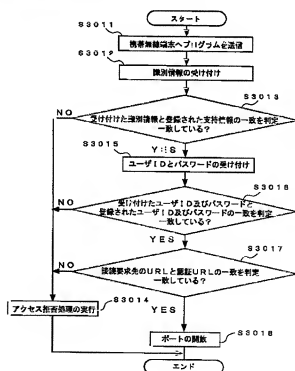 スタート
S3011
携帯無線端末へプログラムを送信
S3012
識別情報の受け付け
S3013
受け付けた識別情報と登録された支持情報の一致を判定
一致している?
NO
YES
S3015
ユーザIDとパスワードの受け付け
S3016
受け付けたユーザID及びパスワードと
登録されたユーザID及びパスワードの一致を判定
一致している?
NO
YES
S3017
接続要求先のURLと認証URLの一致を判定
一致している?
NO
YES
S3014
アクセス拒否処理の実行
S3018
ポートの開放
エンド